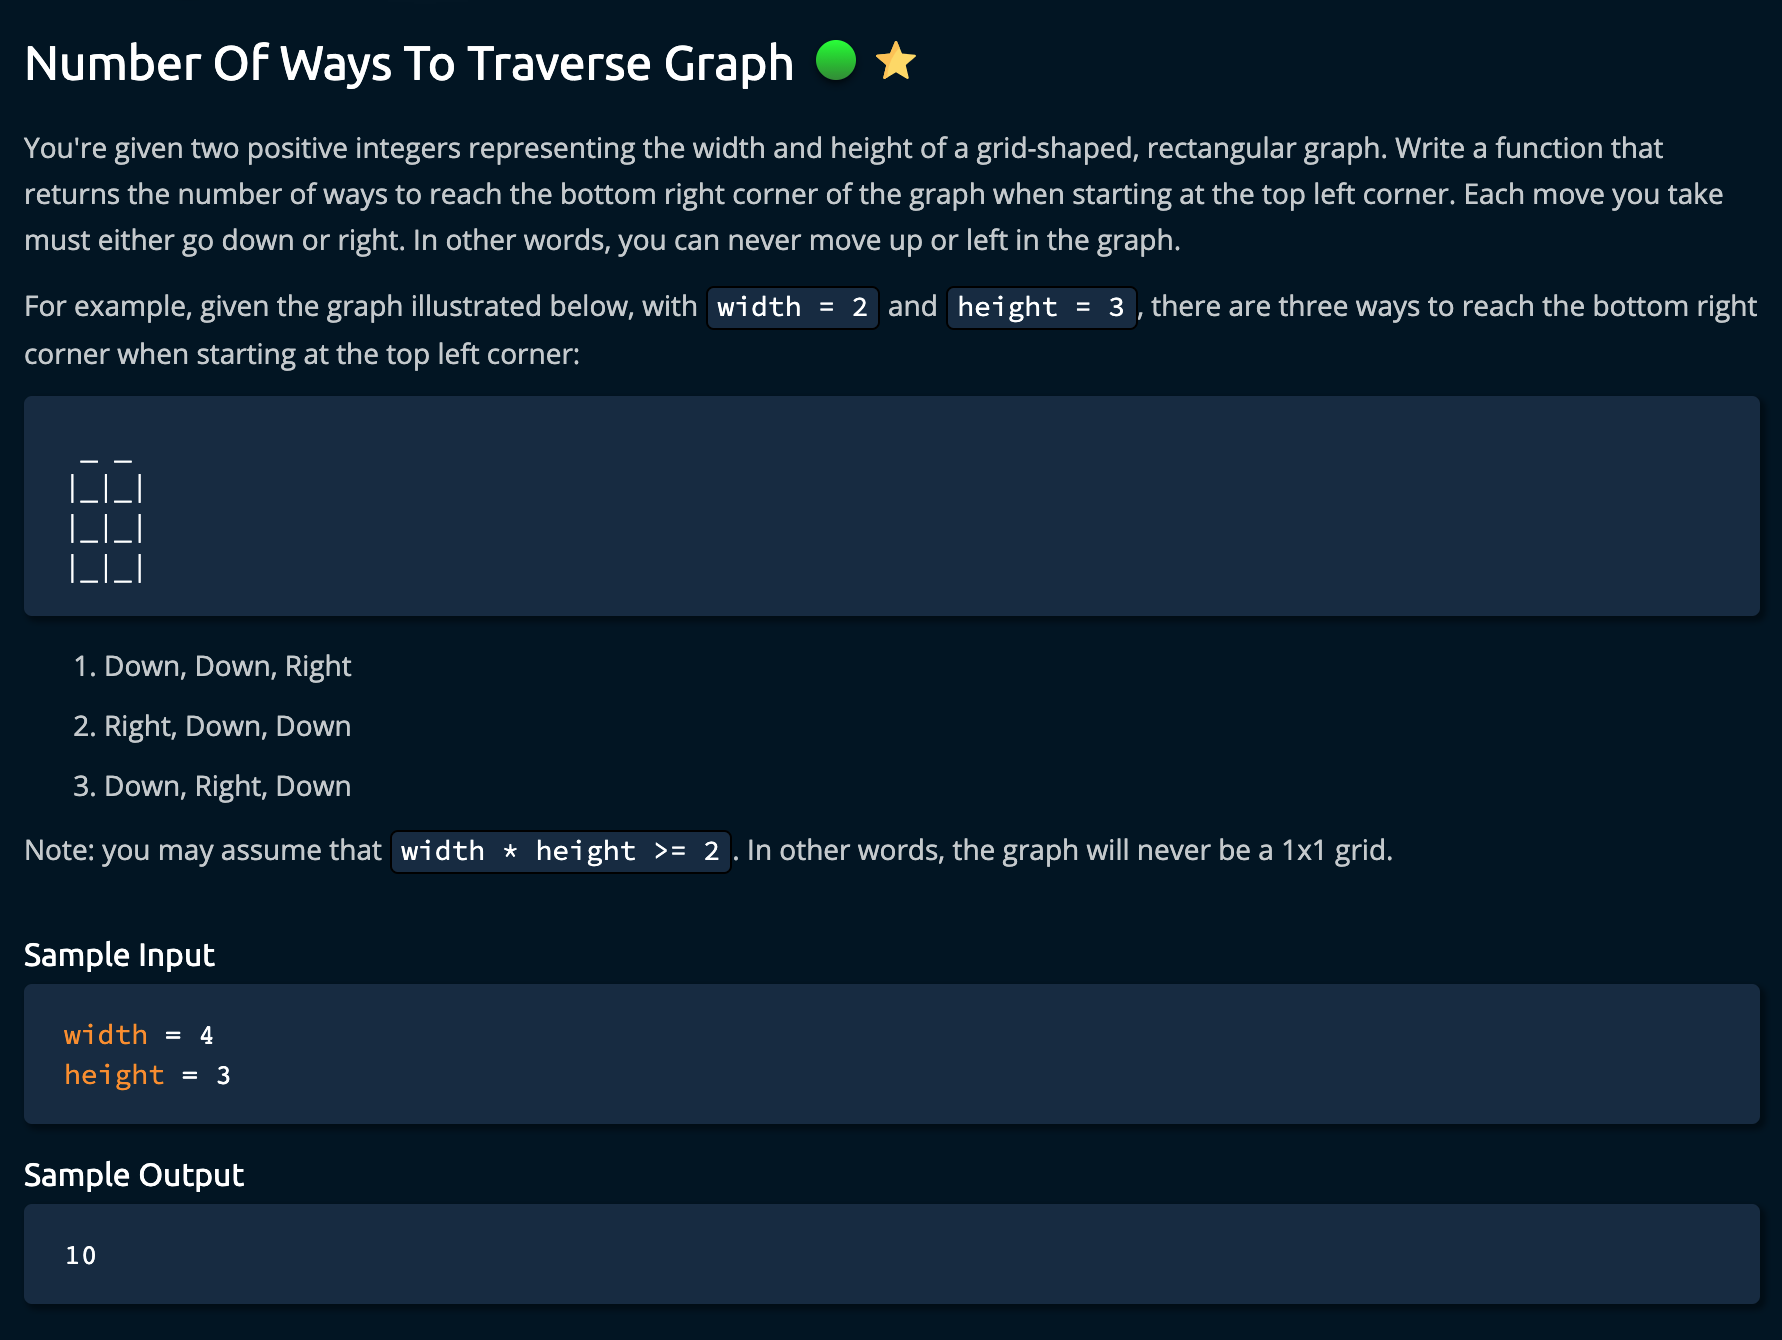 Number Of Ways To Traverse Graph
You're given two positive integers representing the width and height of a grid-shaped, rectangular graph. Write a function that
returns the number of ways to reach the bottom right corner of the graph when starting at the top left corner. Each move you take
must either go down or right. In other words, you can never move up or left in the graph.
For example, given the graph illustrated below, with width = 2 and height = 3, there are three ways to reach the bottom right
corner when starting at the top left corner:
 _ _
|_|_|
|_|_|
|_|_|
1. Down, Down, Right
2. Right, Down, Down
3. Down, Right, Down
Note: you may assume that width * height >= 2. In other words, the graph will never be a 1x1 grid.
Sample Input
width = 4
height = 3
Sample Output
10